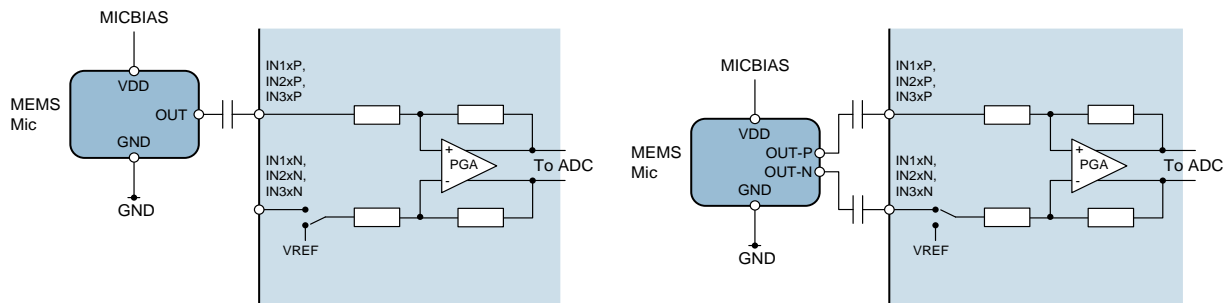 MICBIAS
MEMS
Mic
VDD
OUT
GND
GND
IN1xP,
IN2xP,
IN3xP
IN1xN,
IN2xN,
IN3xN
VREF
+
PGA
-
To ADC
MICBIAS
MEMS
Mic
VDD
OUT-P
OUT-N
GND
GND
IN1xP,
IN2xP,
IN3xP
IN1xN,
IN2xN,
IN3xN
VREF
+
PGA
-
To ADC